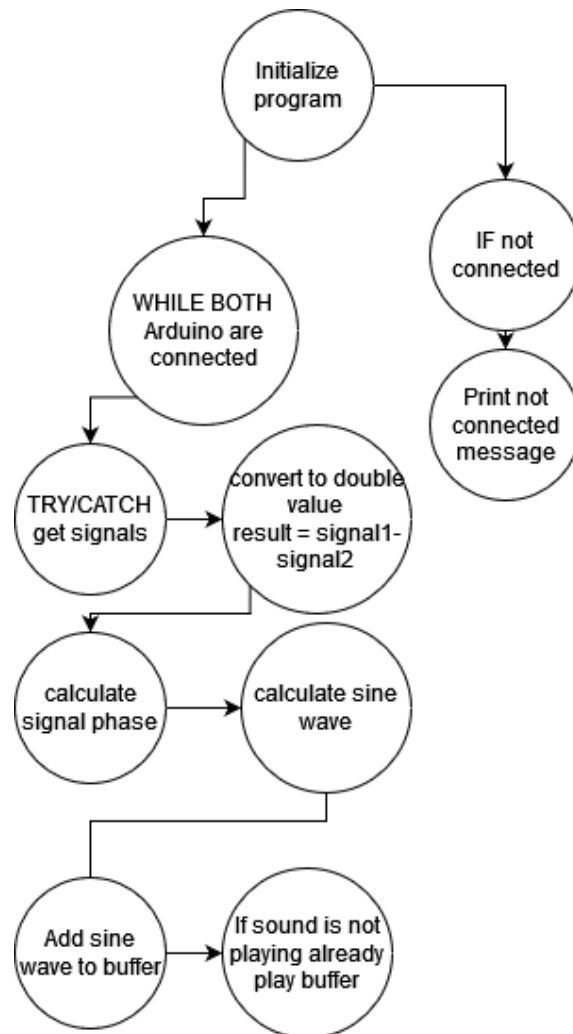 Initialize
program
IF not
connected
WHILE BOTH
Arduino are
connected
Print not
connected
message
TRY/CATCH
get signals
convert to double
value
result = signal1-
signal2
calculate
signal phase
calculate sine
wave
Add sine
wave to buffer
If sound is not
playing already
play buffer